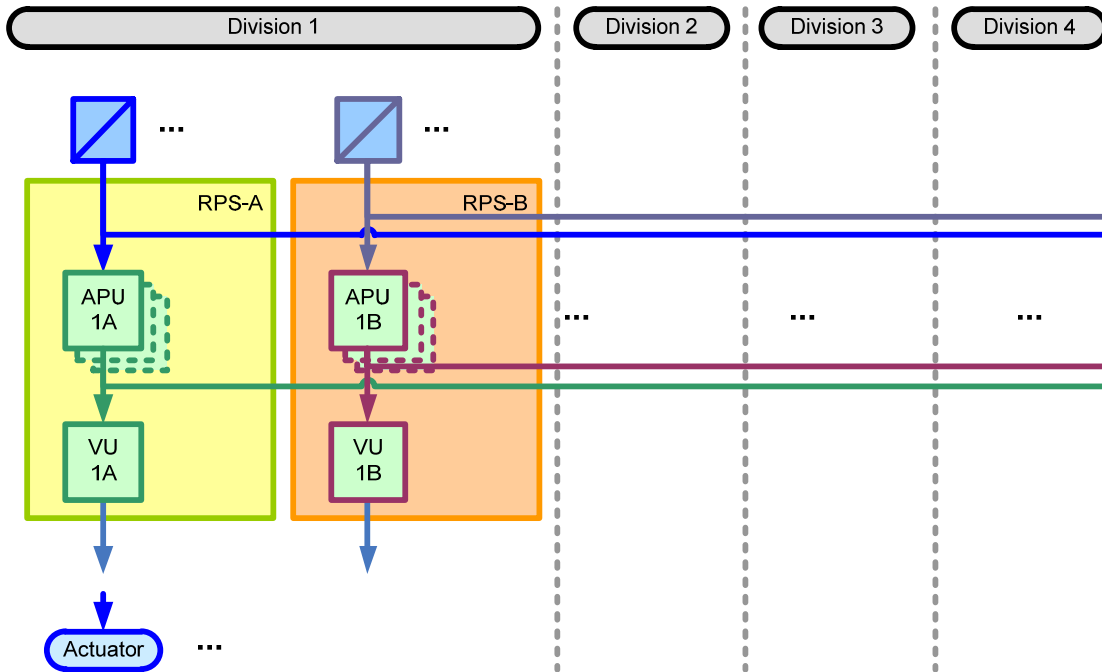 Division 1
Division 2
Division 3
Division 4
...
...
RPS-A
RPS-B
APU
1A
APU
1B
...
...
...
VU
1A
VU
1B
Actuator
...